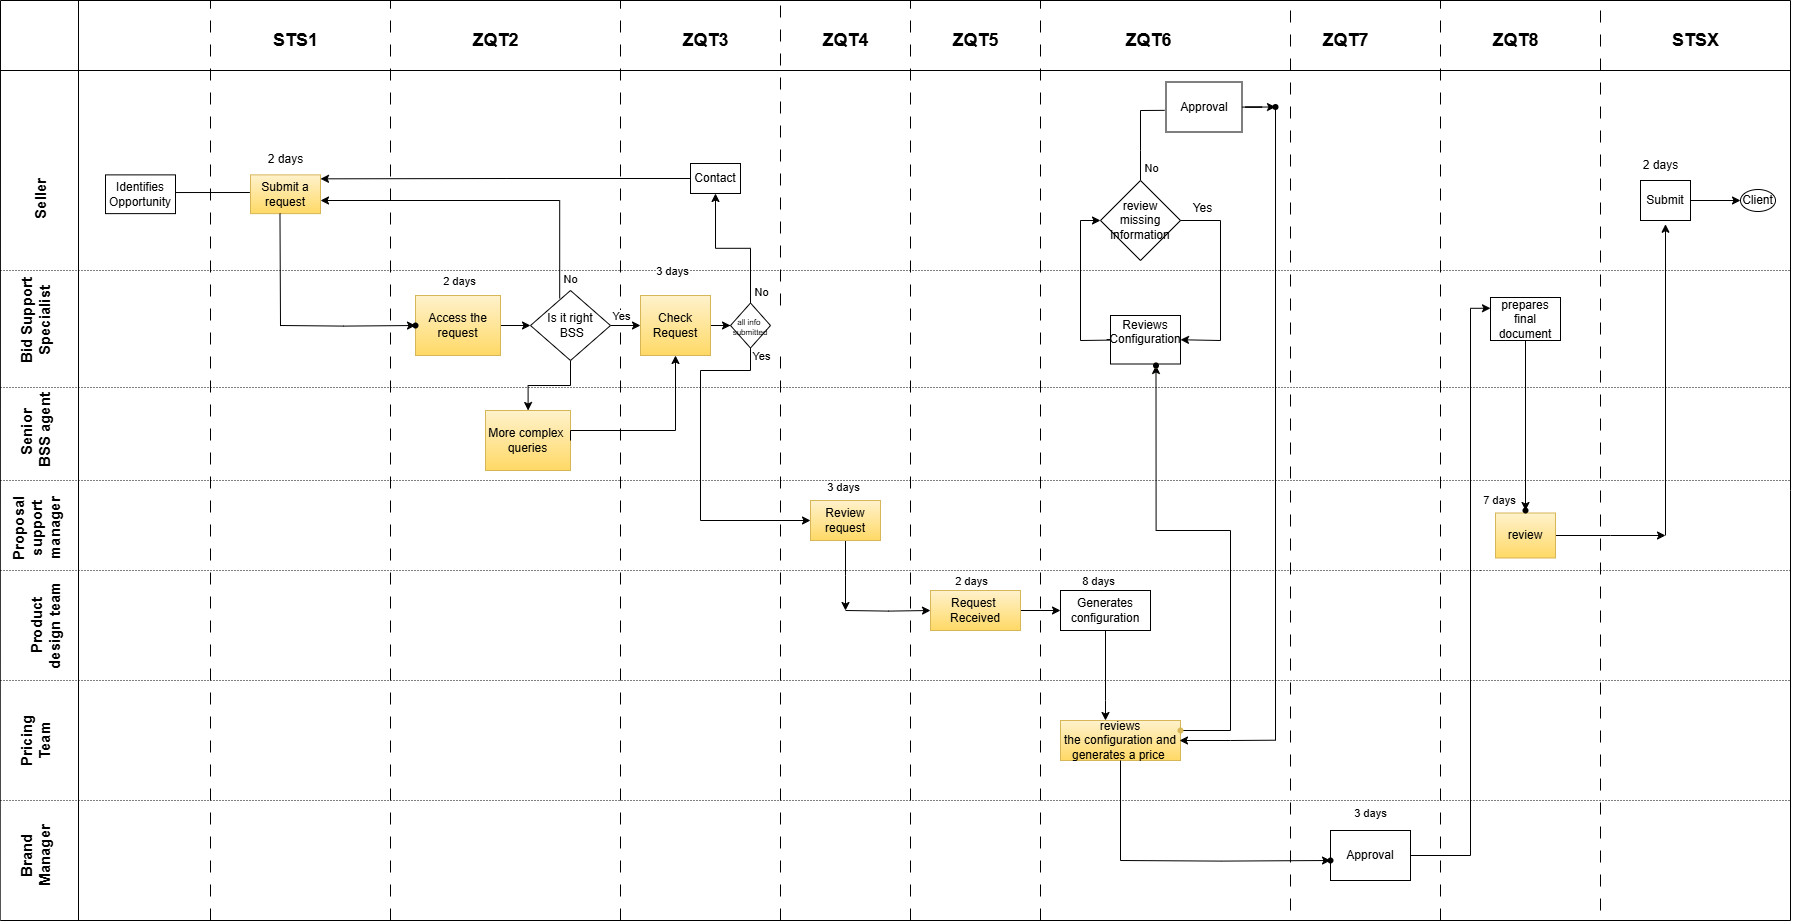 STS1
ZQT2
ZQT3
ZQT4
ZQT5
ZQT6
ZQT7
ZQT8
STSX
Seller
Identifies
Opportunity
2 days
Submit a
request
Contact
Approval
No
review
missing
information
Yes
2 days
Submit
Client
Bid Support
Specialist
2 days
Access the
request
No
Is it right
BSS
Yes
3 days
Check
Request
No
all info
submitted
Yes
Reviews
Configuration
prepares
final
document
Senior
BSS agent
More complex
queries
Proposal
support
manager
3 days
Review
request
7 days
review
Product
design team
2 days
Request
Received
8 days
Generates
configuration
Pricing
Team
reviews
the configuration and
generates a price
Brand
Manager
3 days
Approval